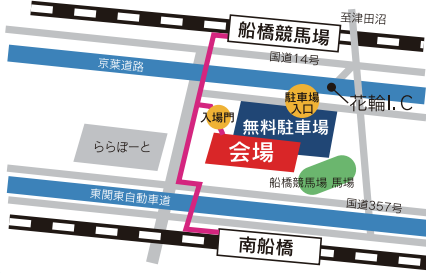 至津田沼
船橋競馬場
国道14号
京葉道路
花輪I.C
駐車場
入口
入場門
無料駐車場
ららぽーと
会場
船橋競馬場 馬場
東関東自動車道
国道357号
南船橋